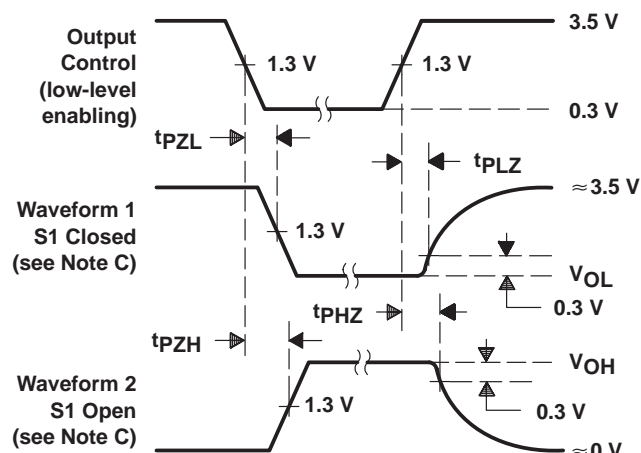 3.5 V
Output
Control
(low-level
enabling)
1.3 V
1.3 V
0.3 V
tPZL
tPLZ
≈3.5 V
Waveform 1
S1 Closed
(see Note C)
1.3 V
VOL
0.3 V
tPHZ
tPZH
VOH
Waveform 2
S1 Open
(see Note C)
1.3 V
0.3 V
≈0 V